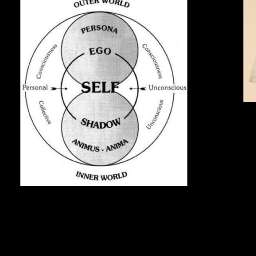 OUTER WORLD
PERSONA
EGO
Consciousness
Consciousness
SELF
Personal
Unconscious
Collective
Unconscious
SHADOW
ANIMUS - ANIMA
INNER WORLD